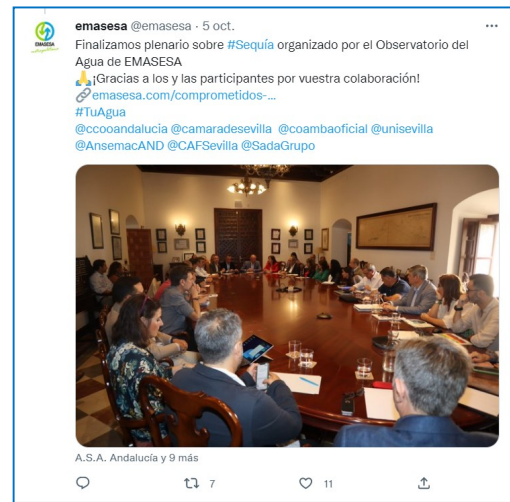 emasesa @emasesa · 5 oct.
Finalizamos plenario sobre #Sequía organizado por el Observatorio del
Agua de EMASESA
🙏¡Gracias a los y las participantes por vuestra colaboración!
🔗emasesa.com/comprometidos-...
#TuAgua
@ccooandalucia @camaradesevilla @coambaoficial @unisevilla
@AnsemacAND @CAFSevilla @SadaGrupo
EMASESA
metropolitana
A.S.A. Andalucía y 9 más
7
11